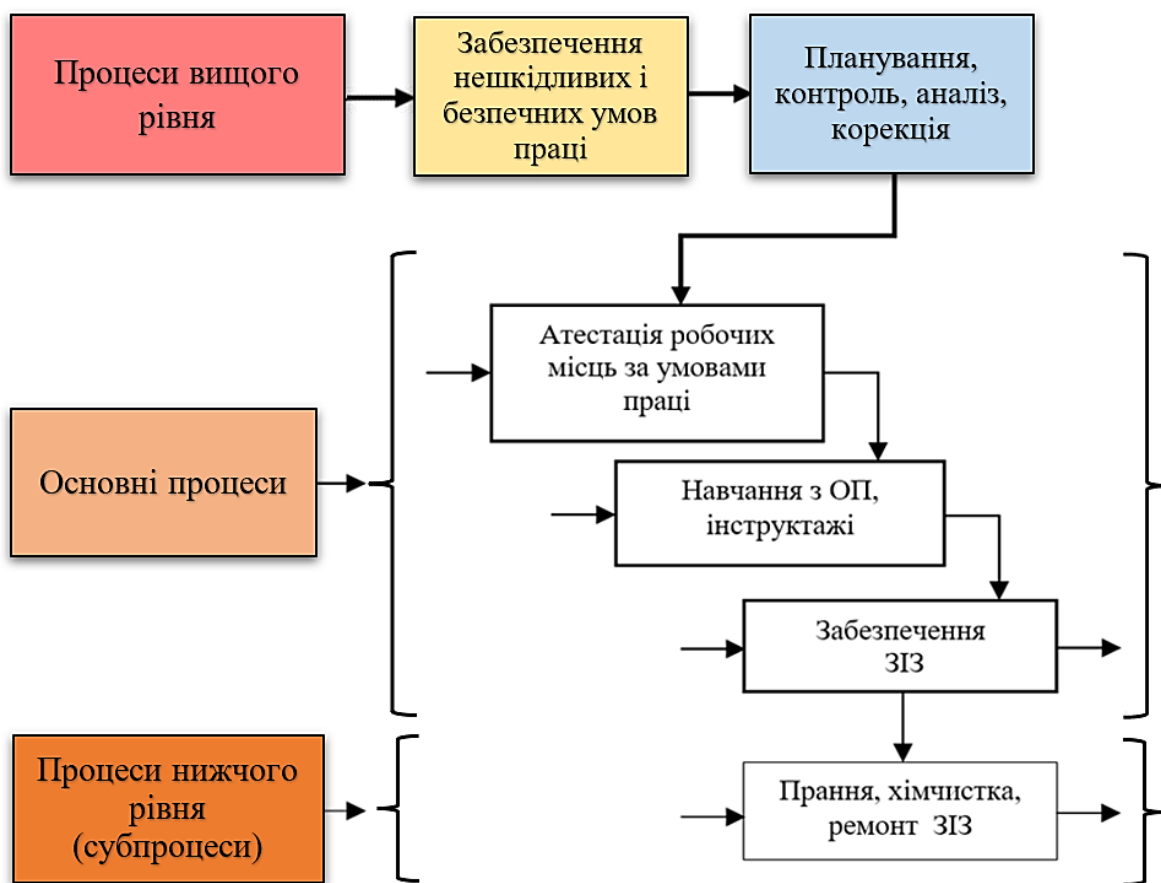 Процеси вищого
рівня
Забезпечення
нешкідливих і
безпечних умов
праці
Планування,
контроль, аналіз,
корекція
Атестація робочих
місць за умовами
праці
Основні процеси
Навчання з ОП,
інструктажі
Забезпечення
ЗІЗ
Процеси нижчого
рівня
(субпроцеси)
Прання, хімчистка,
ремонт ЗІЗ